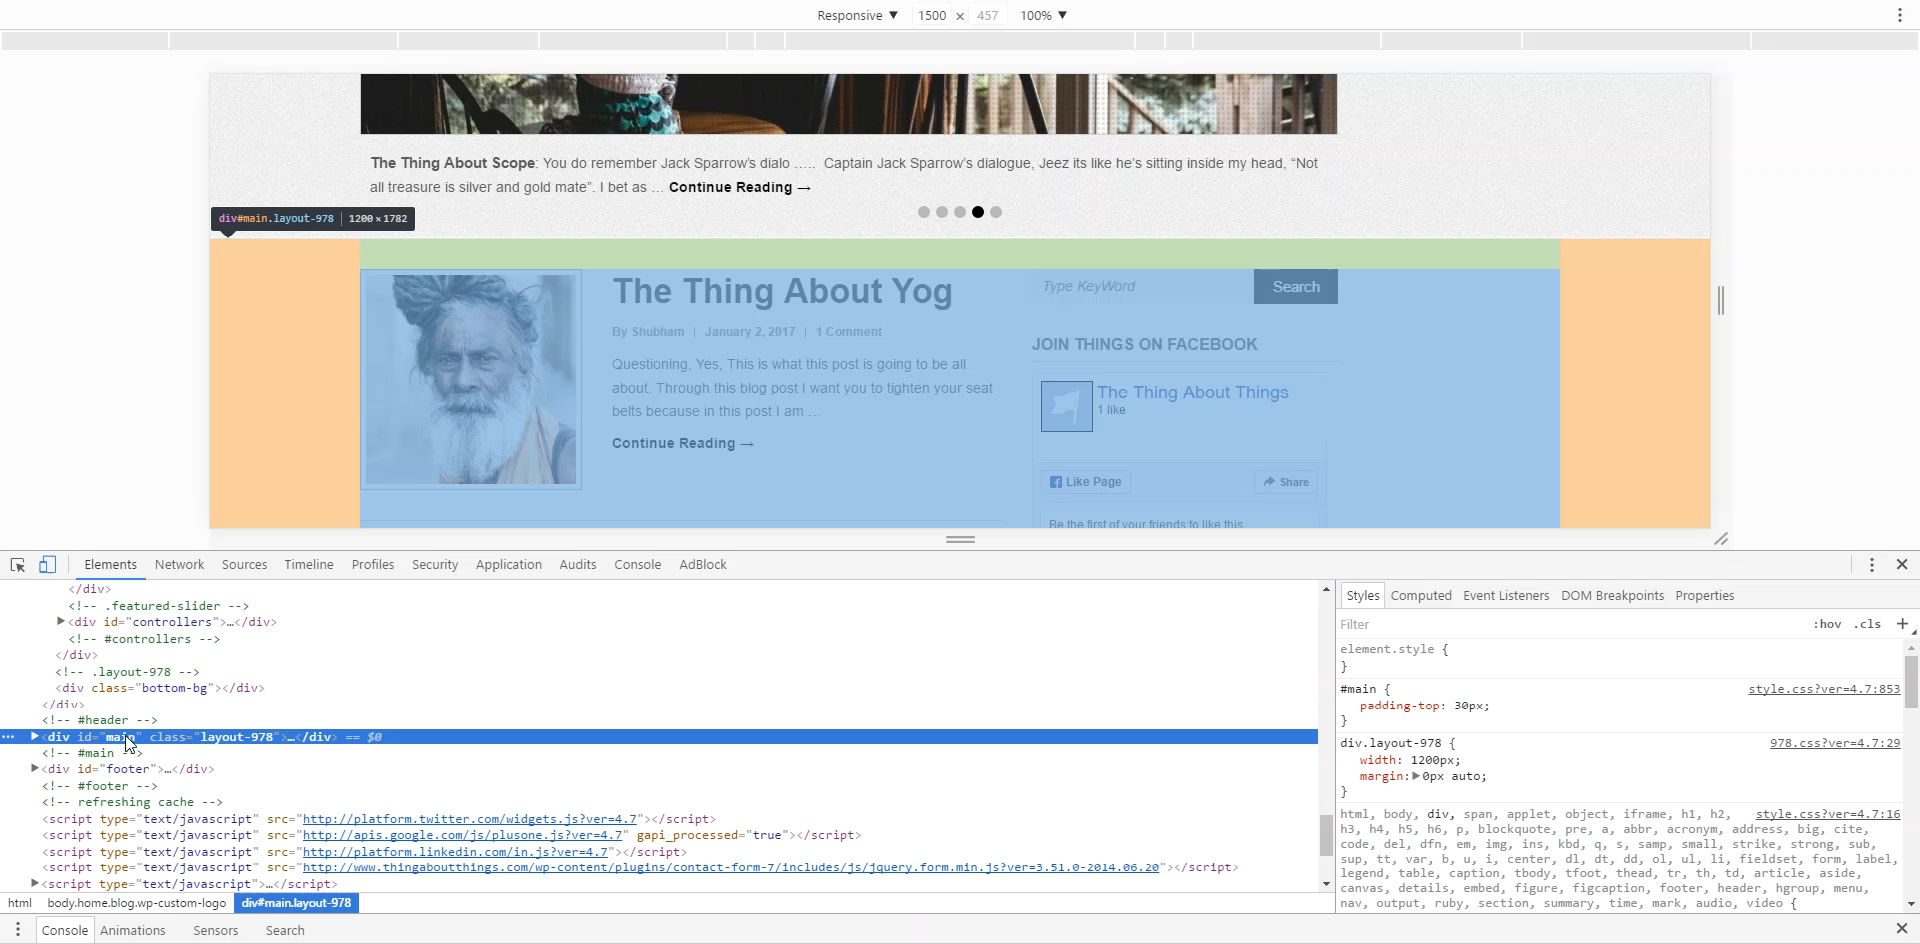 Responsive ▼ 1500 × 457 100% ▼
The Thing About Scope: You do remember Jack Sparrow's dialo ….. Captain Jack Sparrow's dialogue, Jeez its like he's sitting inside my head, “Not
all treasure is silver and gold mate”. I bet as … Continue Reading →
div#main.layout-978 | 1200 × 1782
The Thing About Yog
By Shubham | January 2, 2017 | 1 Comment
Questioning, Yes, This is what this post is going to be all
about. Through this blog post I want you to tighten your seat
belts because in this post I am …
Continue Reading →
Type KeyWord Search
JOIN THINGS ON FACEBOOK
The Thing About Things
1 like
Like Page Share
Be the first of your friends to like this
Elements Network Sources Timeline Profiles Security Application Audits Console AdBlock
</div>
<!-- .featured-slider -->
▶<div id="controllers">…</div>
<!-- #controllers -->
</div>
<!-- .layout-978 -->
<div class="bottom-bg"></div>
</div>
<!-- #header -->
… ▶<div id="main" class="layout-978">…</div> == $0
<!-- #main -->
▶<div id="footer">…</div>
<!-- #footer -->
<!-- refreshing cache -->
<script type="text/javascript" src="http://platform.twitter.com/widgets.js?ver=4.7"></script>
<script type="text/javascript" src="http://apis.google.com/js/plusone.js?ver=4.7" gapi_processed="true"></script>
<script type="text/javascript" src="http://platform.linkedin.com/in.js?ver=4.7"></script>
<script type="text/javascript" src="http://www.thingaboutthings.com/wp-content/plugins/contact-form-7/includes/js/jquery.form.min.js?ver=3.51.0-2014.06.20"></script>
▶<script type="text/javascript">…</script>
html body.home.blog.wp-custom-logo div#main.layout-978
Console Animations Sensors Search
Styles Computed Event Listeners DOM Breakpoints Properties
Filter :hov .cls +
element.style {
}
#main { style.css?ver=4.7:853
padding-top: 30px;
}
div.layout-978 { 978.css?ver=4.7:29
width: 1200px;
margin:▶0px auto;
}
html, body, div, span, applet, object, iframe, h1, h2, style.css?ver=4.7:16
h3, h4, h5, h6, p, blockquote, pre, a, abbr, acronym, address, big, cite,
code, del, dfn, em, img, ins, kbd, q, s, samp, small, strike, strong, sub,
sup, tt, var, b, u, i, center, dl, dt, dd, ol, ul, li, fieldset, form, label,
legend, table, caption, tbody, tfoot, thead, tr, th, td, article, aside,
canvas, details, embed, figure, figcaption, footer, header, hgroup, menu,
nav, output, ruby, section, summary, time, mark, audio, video {